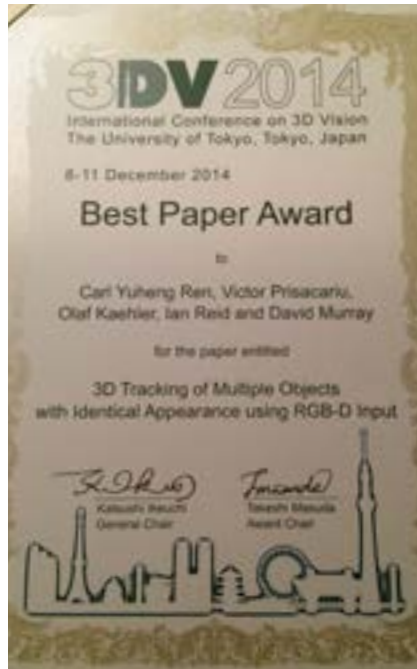 3DV2014
International Conference on 3D Vision
The University of Tokyo, Tokyo, Japan
8-11 December 2014
Best Paper Award
to
Carl Yuheng Ren, Victor Prisacariu,
Olaf Kaehler, Ian Reid and David Murray
for the paper entitled
3D Tracking of Multiple Objects
with Identical Appearance using RGB-D Input
Katsushi Ikeuchi
General Chair
Takeshi Masuda
Award Chair